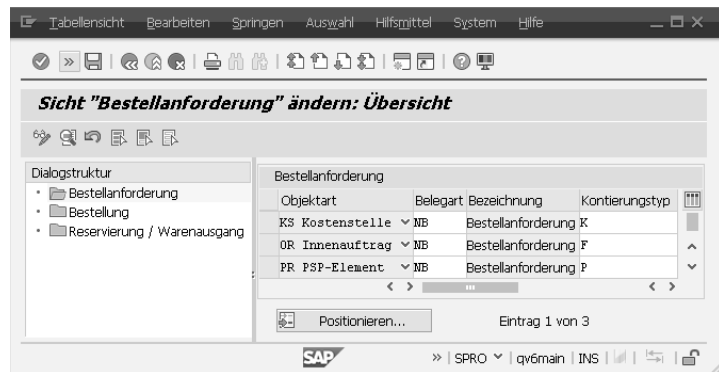 Tabellensicht Bearbeiten Springen Auswahl Hilfsmittel System Hilfe
Sicht "Bestellanforderung" ändern: Übersicht
Dialogstruktur
Bestellanforderung
Bestellung
Reservierung / Warenausgang
Bestellanforderung
Objektart Belegart Bezeichnung Kontierungstyp
KS Kostenstelle NB Bestellanforderung K
OR Innenauftrag NB Bestellanforderung F
PR PSP-Element NB Bestellanforderung P
Positionieren... Eintrag 1 von 3
SAP » SPRO qv6main INS